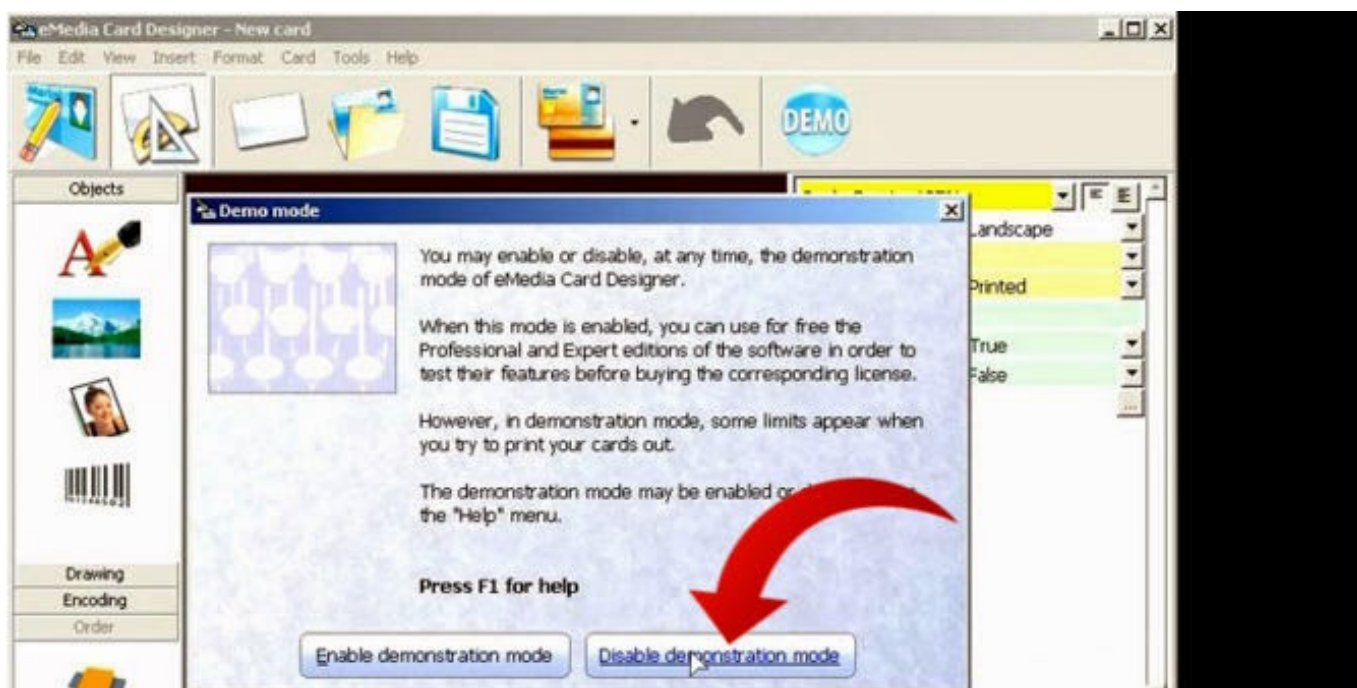 eMedia Card Designer - New card
File Edit View Insert Format Card Tools Help
DEMO
Objects
Demo mode
Landscape
You may enable or disable, at any time, the demonstration
mode of eMedia Card Designer.
Printed
When this mode is enabled, you can use for free the
Professional and Expert editions of the software in order to
test their features before buying the corresponding license.
True
False
However, in demonstration mode, some limits appear when
you try to print your cards out.
The demonstration mode may be enabled or
the "Help" menu.
Press F1 for help
Drawing
Encoding
Order
Enable demonstration mode
Disable demonstration mode